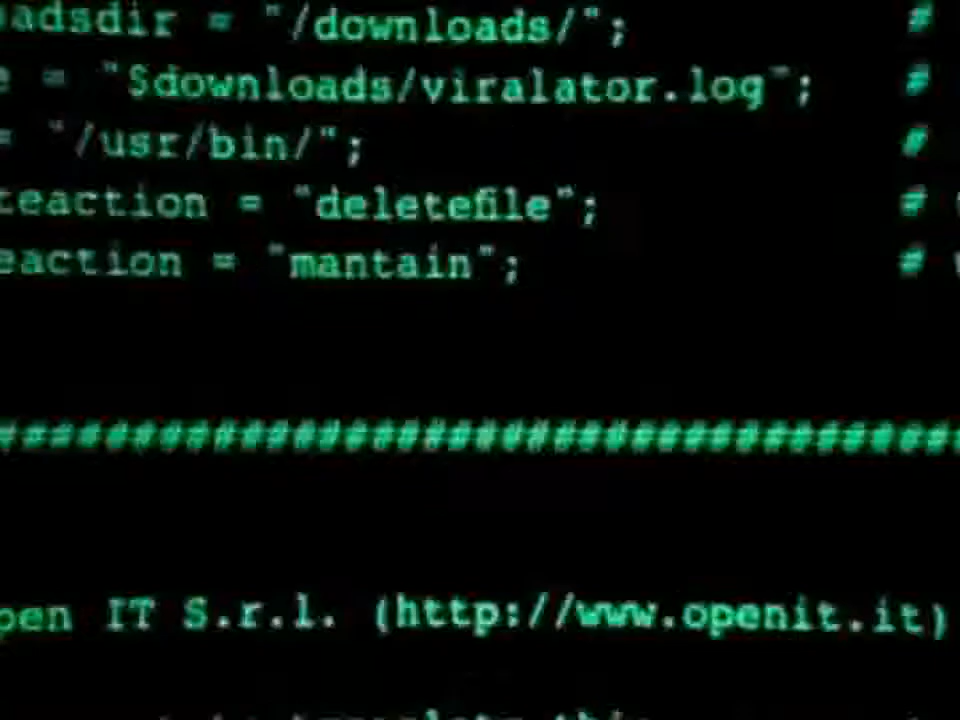 adsdir = "/downloads/"; #
= "$downloads/viralator.log"; #
= "/usr/bin/"; #
teaction = "deletefile"; #
eaction = "mantain"; #
#####################################
pen IT S.r.l. (http://www.openit.it)